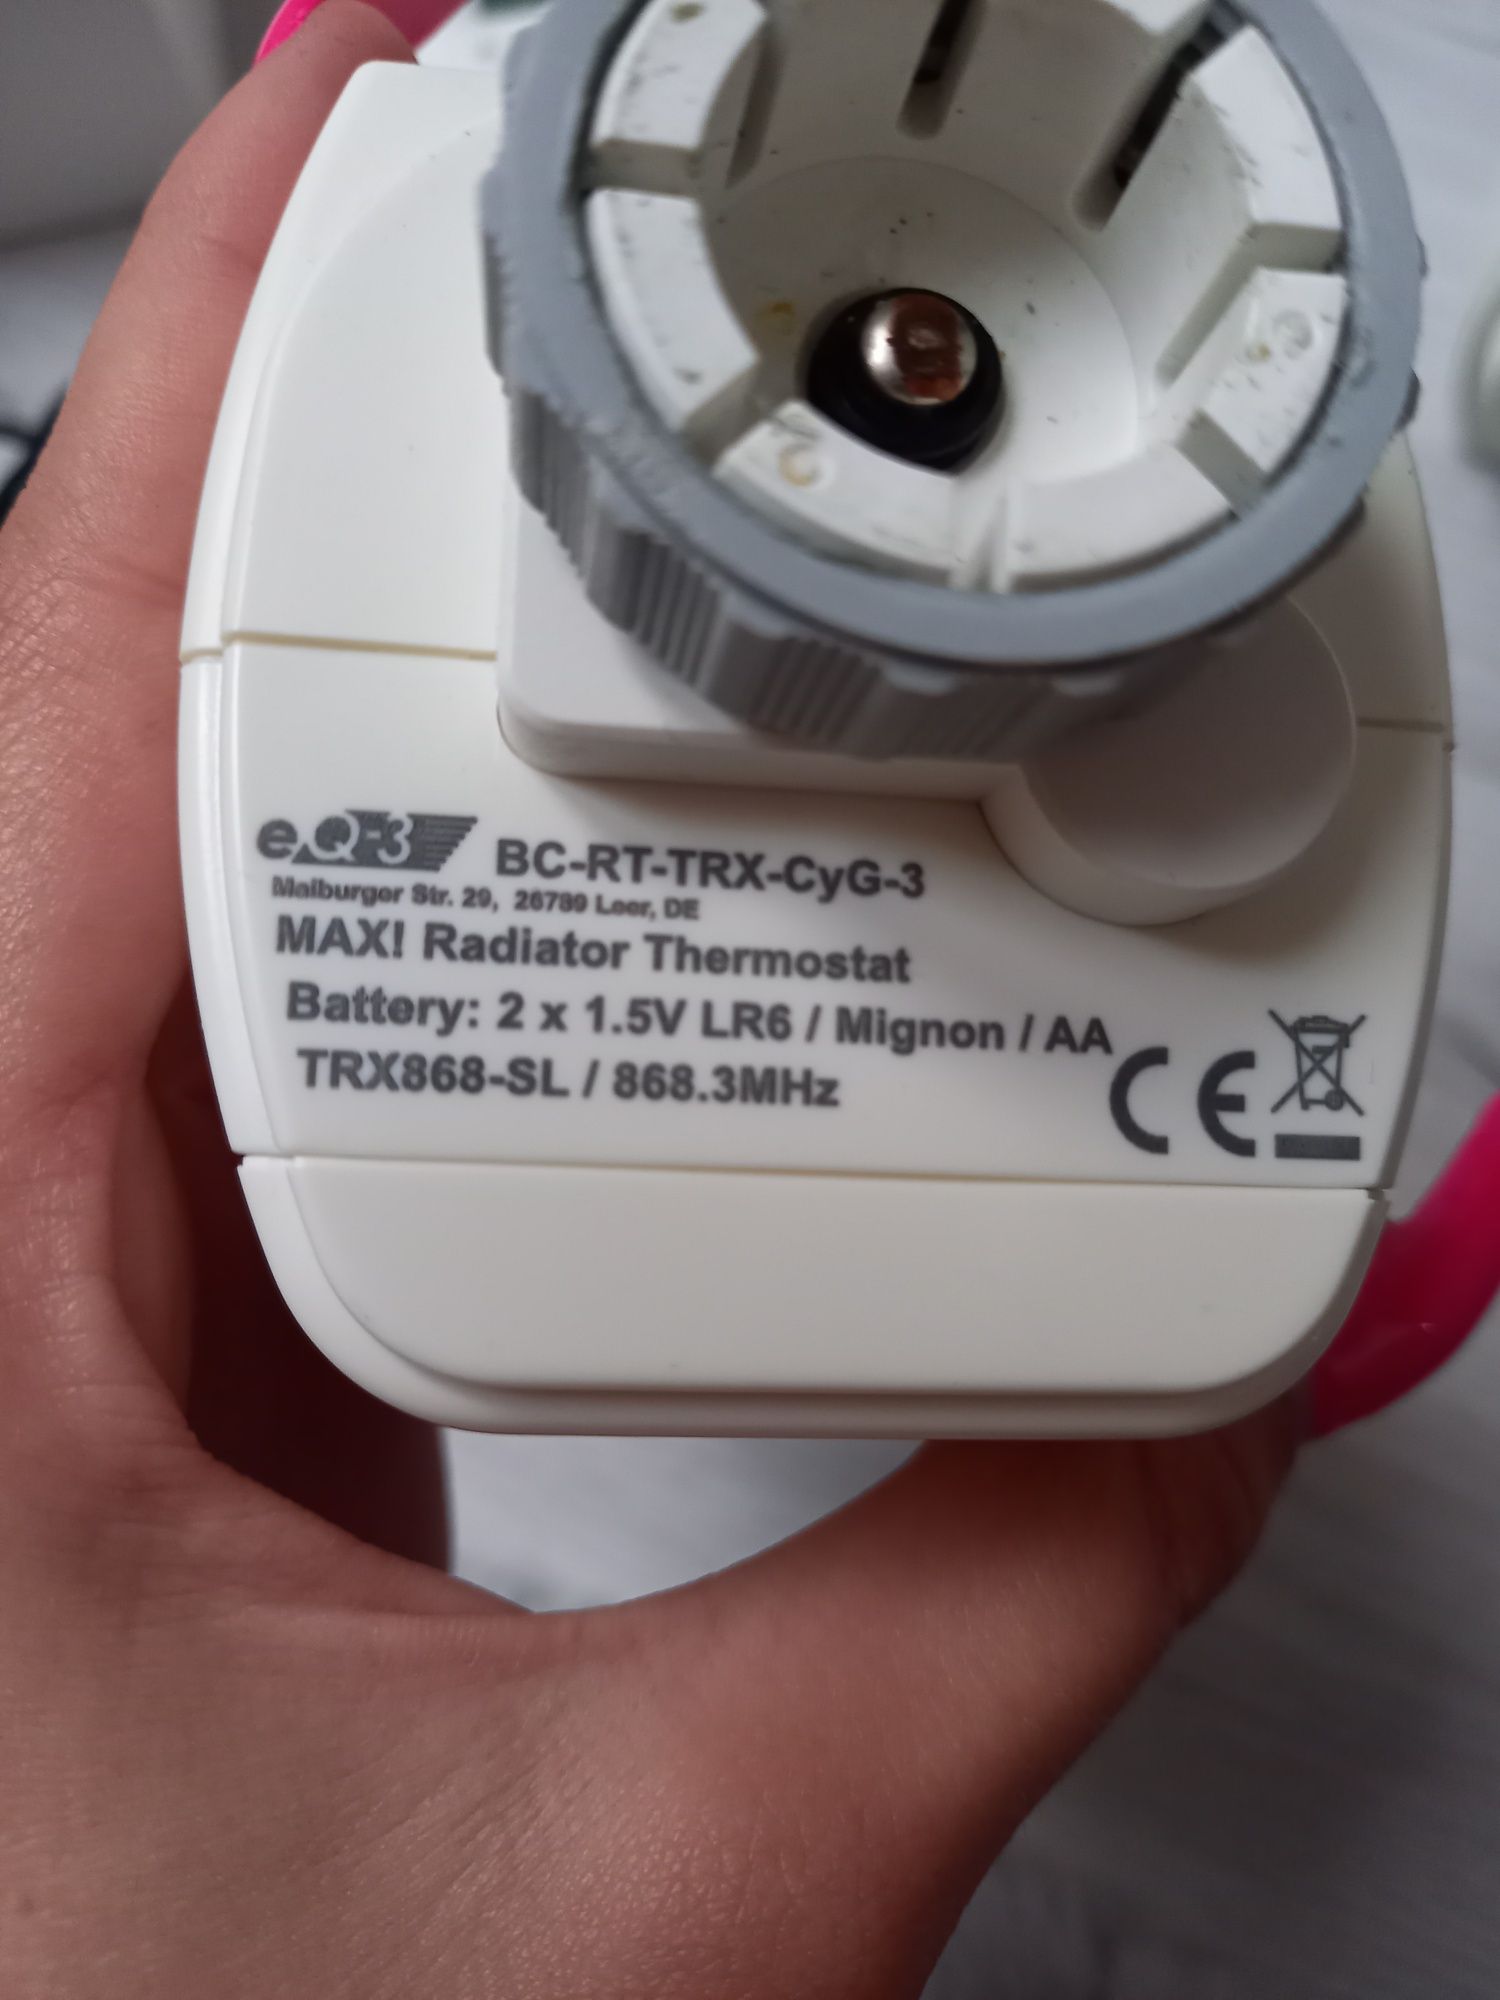 eQ-3 BC-RT-TRX-CyG-3
Maiburger Str. 29, 26789 Leer, DE
MAX! Radiator Thermostat
Battery: 2 x 1.5V LR6 / Mignon / AA
TRX868-SL / 868.3MHz
CE